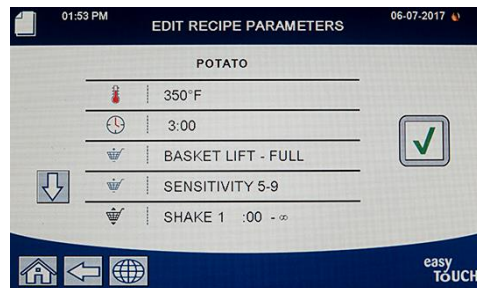 01:53 PM
EDIT RECIPE PARAMETERS
06-07-2017
POTATO
350°F
3:00
BASKET LIFT - FULL
SENSITIVITY 5-9
SHAKE 1 :00 - ∞
easy
TOUCH